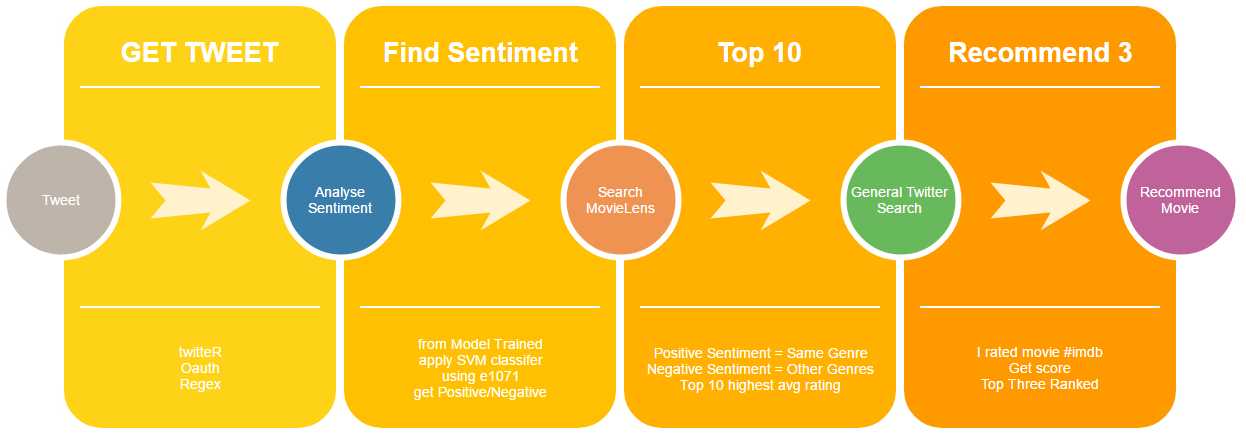 GET TWEET
Find Sentiment
Top 10
Recommend 3
Tweet
Analyse
Sentiment
Search
MovieLens
General Twitter
Search
Recommend
Movie
twitteR
Oauth
Regex
from Model Trained
apply SVM classifer
using e1071
get Positive/Negative
Positive Sentiment = Same Genre
Negative Sentiment = Other Genres
Top 10 highest avg rating
I rated movie #imdb
Get score
Top Three Ranked